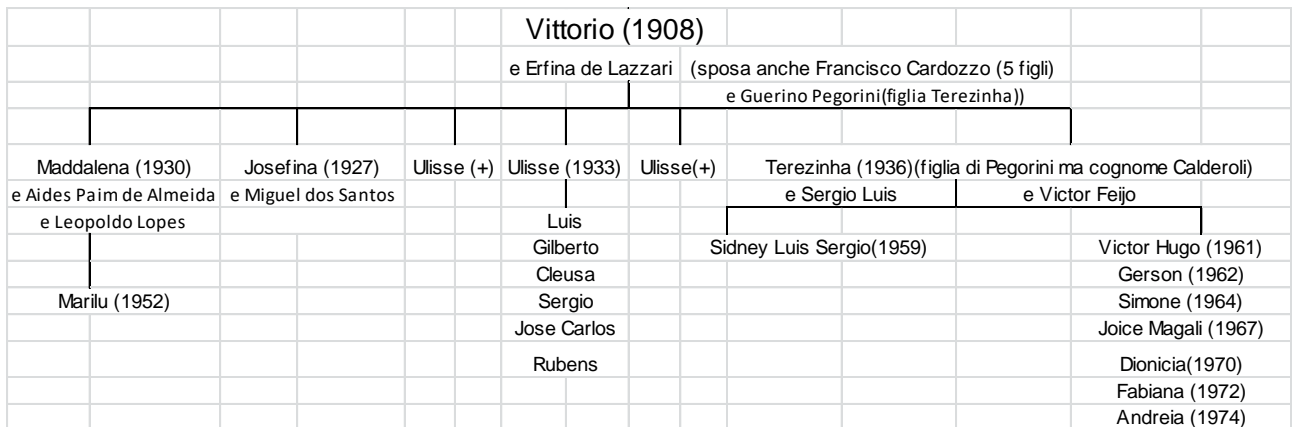 Vittorio (1908)
e Erfina de Lazzari (sposa anche Francisco Cardozzo (5 figli)
e Guerino Pegorini(figlia Terezinha))
Maddalena (1930) Josefina (1927) Ulisse (+) Ulisse (1933) Ulisse(+) Terezinha (1936)(figlia di Pegorini ma cognome Calderoli)
e Aides Paim de Almeida e Miguel dos Santos e Sergio Luis e Victor Feijo
e Leopoldo Lopes Luis
Gilberto Sidney Luis Sergio(1959) Victor Hugo (1961)
Cleusa Gerson (1962)
Marilu (1952) Sergio Simone (1964)
Jose Carlos Joice Magali (1967)
Rubens Dionicia(1970)
Fabiana (1972)
Andreia (1974)